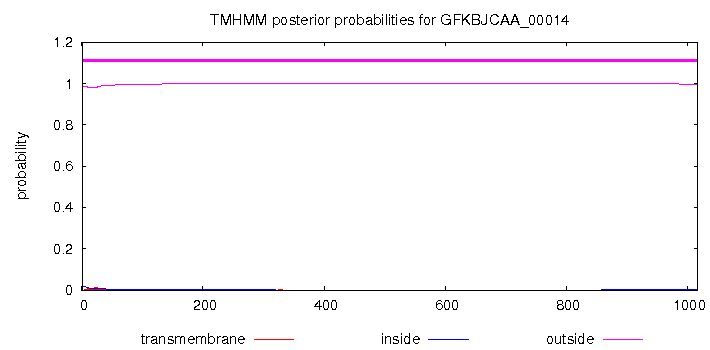 TMHMM posterior probabilities for GFKBJCAA_00014
1.2
1
0.8
0.6
0.4
0.2
0
probability
0 200 400 600 800 1000
transmembrane inside outside